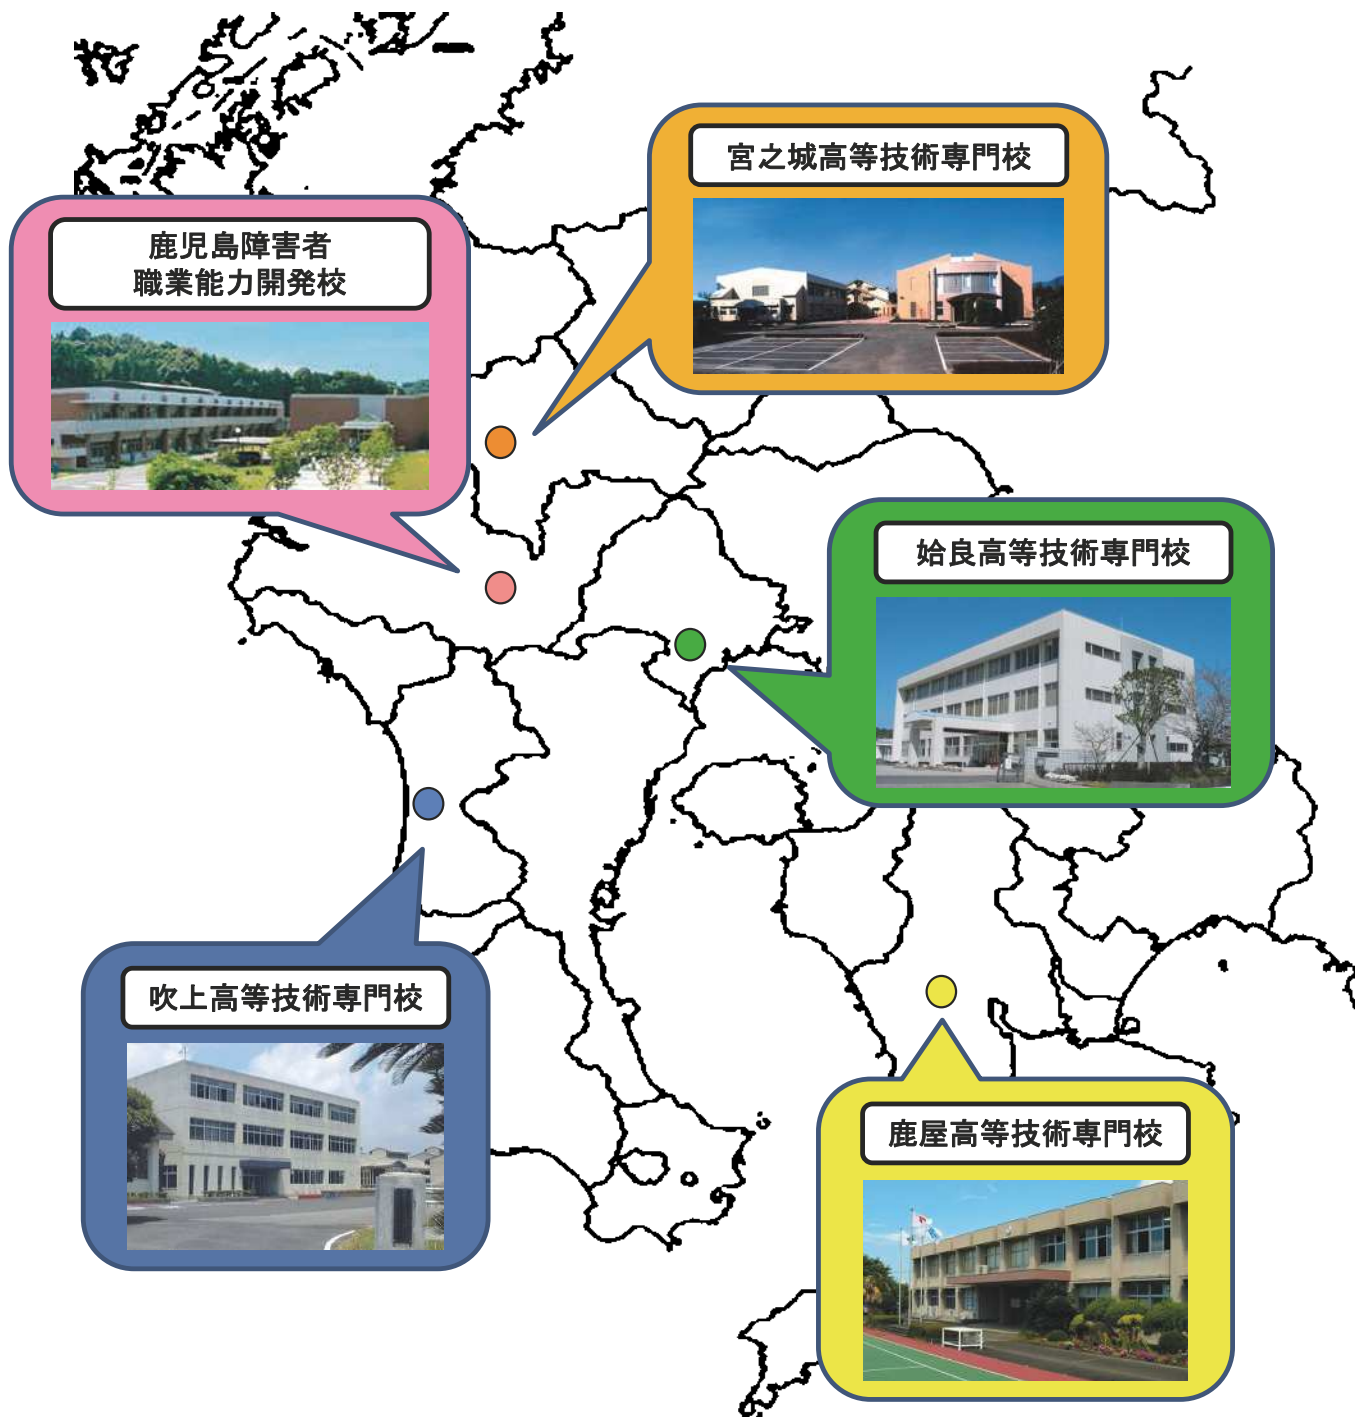 宮之城高等技術専門校
鹿児島障害者
職業能力開発校
姶良高等技術専門校
吹上高等技術専門校
鹿屋高等技術専門校